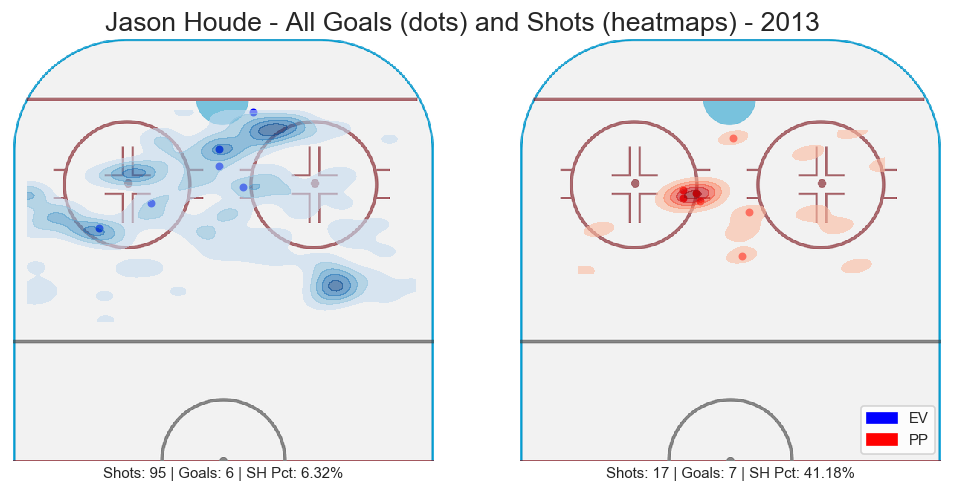 Jason Houde - All Goals (dots) and Shots (heatmaps) - 2013
EV
PP
Shots: 95 | Goals: 6 | SH Pct: 6.32%
Shots: 17 | Goals: 7 | SH Pct: 41.18%